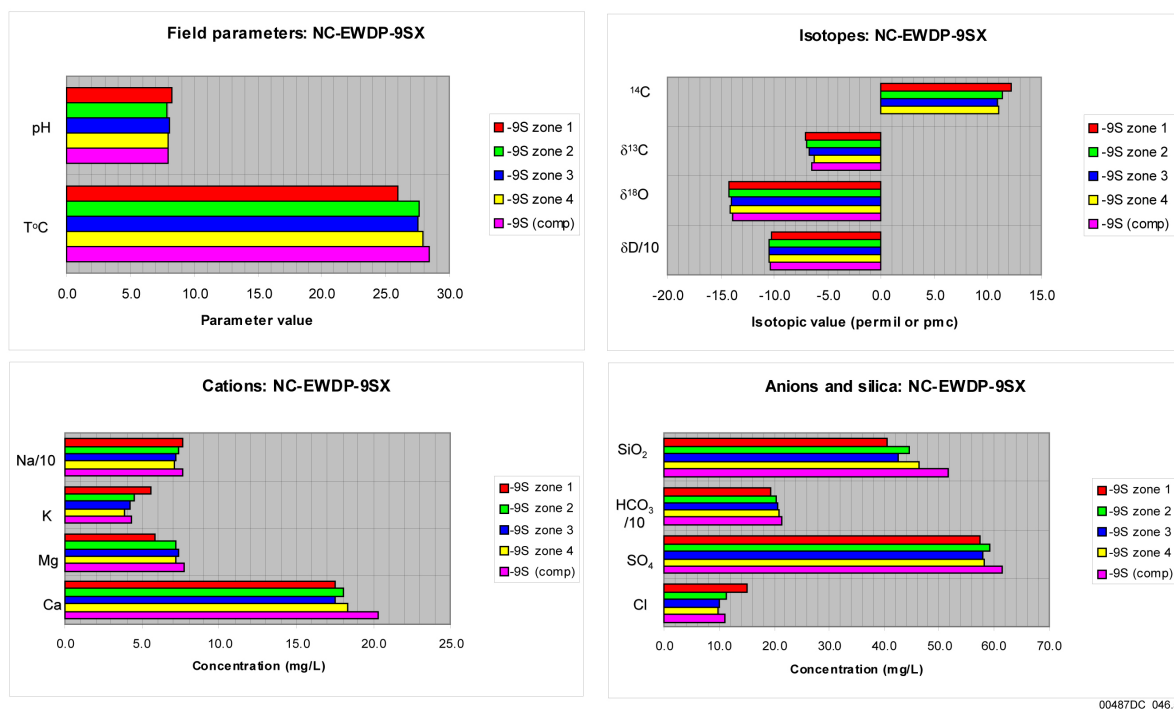 Field parameters: NC-EWDP-9SX
pH
T°C
0.0 5.0 10.0 15.0 20.0 25.0 30.0
Parameter value
-9S zone 1
-9S zone 2
-9S zone 3
-9S zone 4
-9S (comp)
Isotopes: NC-EWDP-9SX
¹⁴C
δ¹³C
δ¹⁸O
δD/10
-20.0 -15.0 -10.0 -5.0 0.0 5.0 10.0 15.0
Isotopic value (permil or pmc)
-9S zone 1
-9S zone 2
-9S zone 3
-9S zone 4
-9S (comp)
Cations: NC-EWDP-9SX
Na/10
K
Mg
Ca
0.0 5.0 10.0 15.0 20.0 25.0
Concentration (mg/L)
-9S zone 1
-9S zone 2
-9S zone 3
-9S zone 4
-9S (comp)
Anions and silica: NC-EWDP-9SX
SiO₂
HCO₃
/10
SO₄
Cl
0.0 10.0 20.0 30.0 40.0 50.0 60.0 70.0
Concentration (mg/L)
-9S zone 1
-9S zone 2
-9S zone 3
-9S zone 4
-9S (comp)
00487DC_046